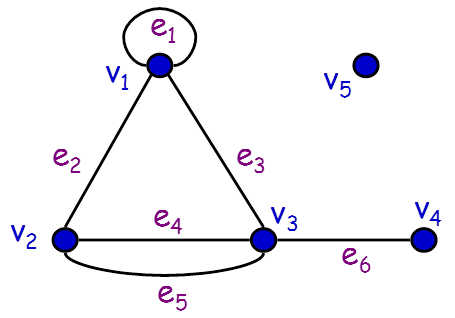 e₁
v₁
v₅
e₂
e₃
v₂
e₄
v₃
v₄
e₅
e₆